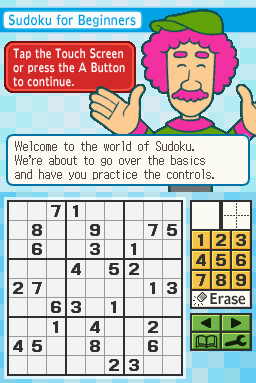 Sudoku for Beginners
Tap the Touch Screen
or press the A Button
to continue.
Welcome to the world of Sudoku.
We're about to go over the basics
and have you practice the controls.
7 1
8 9 7 5
6 3 1
4 5 2
2 7 1 3
6 3 1
1 4 2
4 5 8 6
2 3
1 2 3
4 5 6
7 8 9
Erase